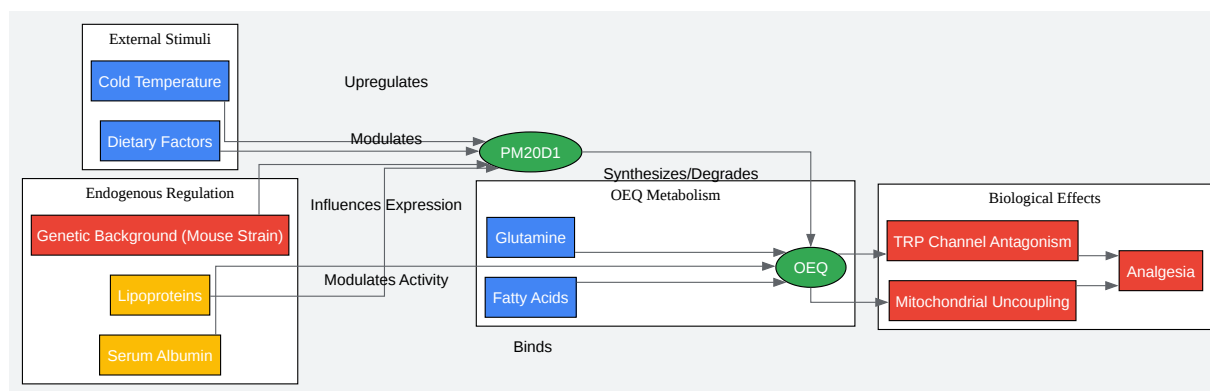 External Stimuli
Cold Temperature
Upregulates
Dietary Factors
Modulates
PM20D1
Synthesizes/Degrades
Endogenous Regulation
Genetic Background (Mouse Strain)
Influences Expression
Lipoproteins
Modulates Activity
Serum Albumin
Binds
OEQ Metabolism
Glutamine
OEQ
Fatty Acids
Biological Effects
TRP Channel Antagonism
Analgesia
Mitochondrial Uncoupling